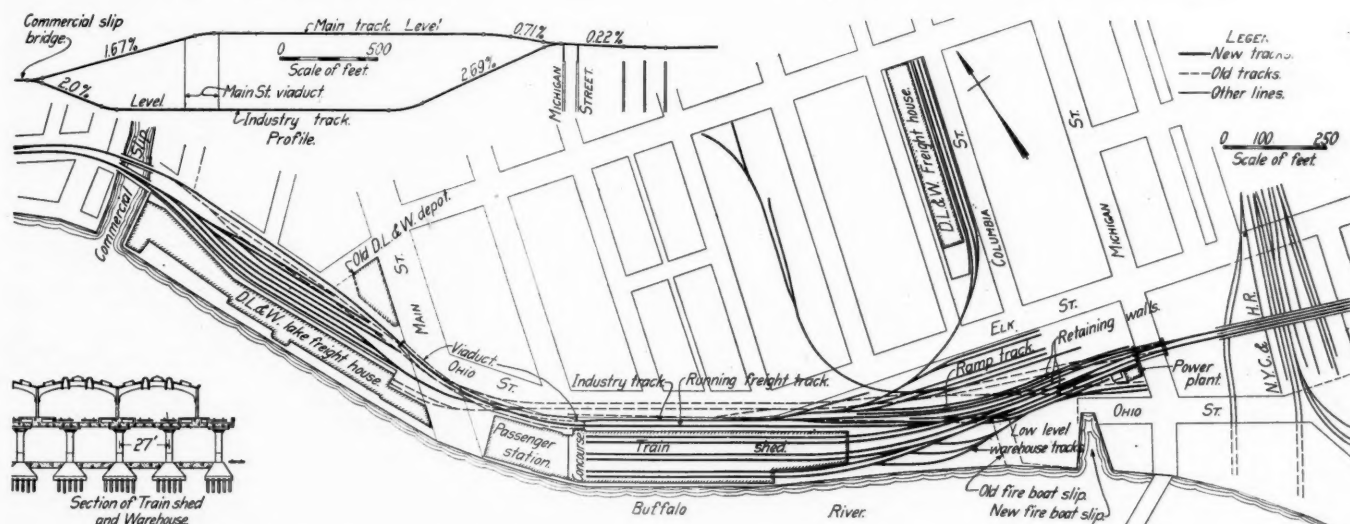 Commercial slip
bridge.
1.67%
2.0%
Main track Level
0.71%
0.22%
0 500
Scale of feet.
2.69%
Level
Main St. viaduct
Industry track.
Profile.
MICHIGAN
STREET.
D.L.& W. Freight house.
COLUMBIA
ST.
MICHIGAN
ST.
LEGEN.
New tracks.
Old tracks.
Other lines.
0 100 250
Scale of feet.
Commercial
Slip
Old D.L.& W. depot.
MAIN
ST.
D.L.& W. lake freight house.
Viaduct.
OHIO
ST.
Industry track.
Running freight track.
ELK.
ST.
Retaining walls.
Ramp track.
Power
plant.
N.Y.C. &
H.R.
OHIO
ST.
Passenger
station.
Concourse
Train
shed.
Low level
warehouse tracks.
Old fire boat slip.
New fire boat slip.
Buffalo
River.
27'
Section of Train shed
and Warehouse